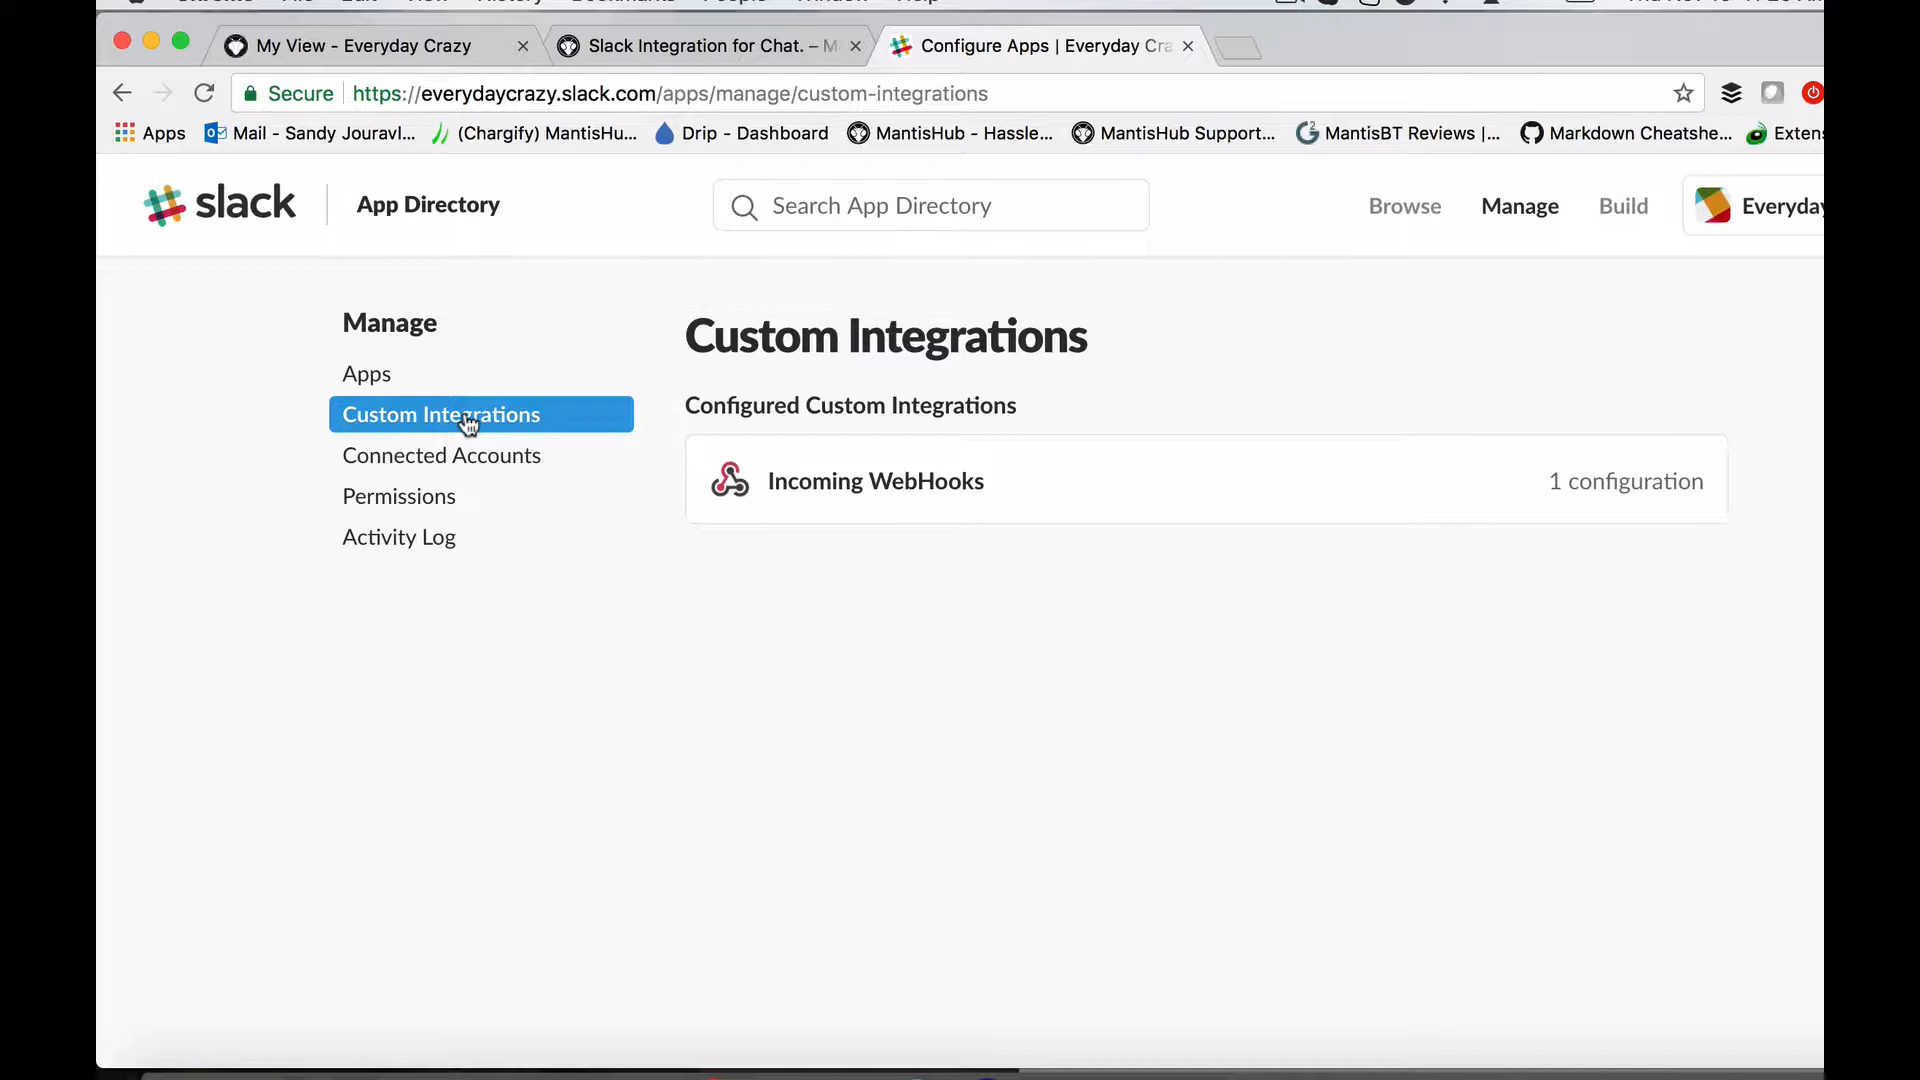 My View - Everyday Crazy
Slack Integration for Chat. – M
Configure Apps | Everyday Cra
Secure https://everydaycrazy.slack.com/apps/manage/custom-integrations
Apps Mail - Sandy Jouravl... (Chargify) MantisHu... Drip - Dashboard MantisHub - Hassle... MantisHub Support... MantisBT Reviews |... Markdown Cheatshe... Exten
slack App Directory Search App Directory Browse Manage Build Everyday
Manage
Apps
Custom Integrations
Connected Accounts
Permissions
Activity Log
Custom Integrations
Configured Custom Integrations
Incoming WebHooks 1 configuration